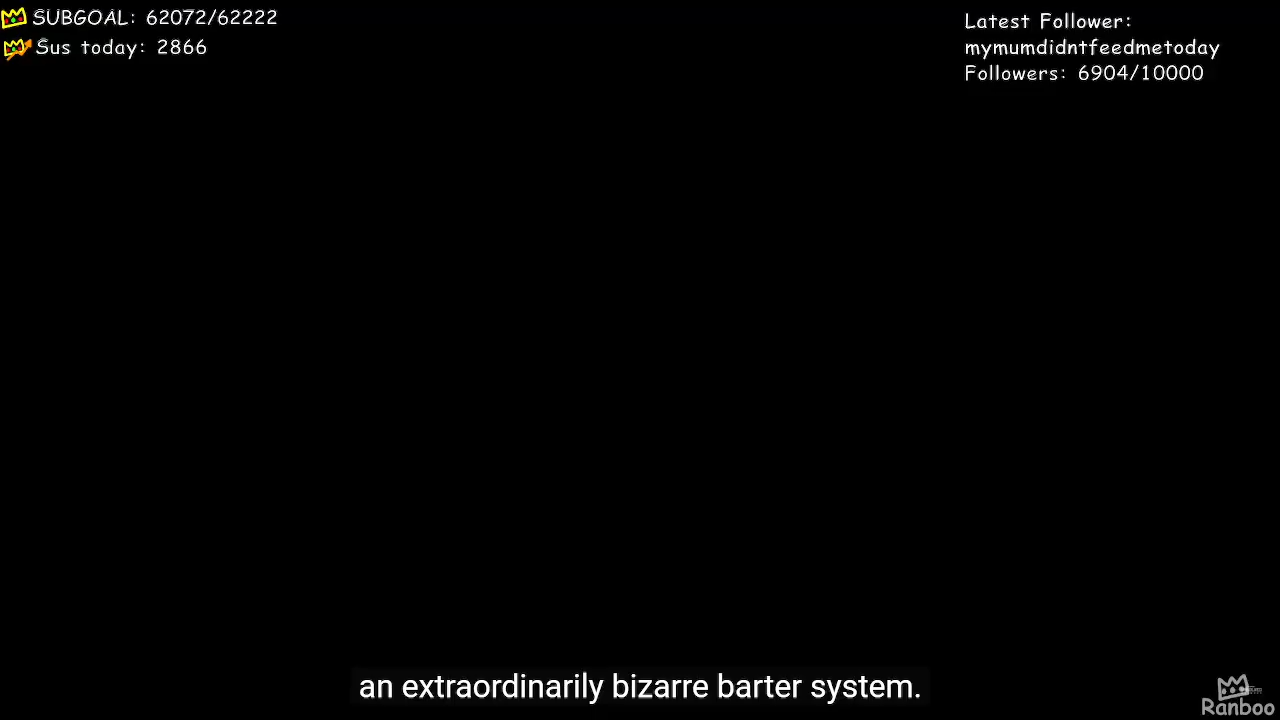 SUBGOAL: 62072/62222
Sus today: 2866
Latest Follower:
mymumdidntfeedmetoday
Followers: 6904/10000
an extraordinarily bizarre barter system.
Ranboo